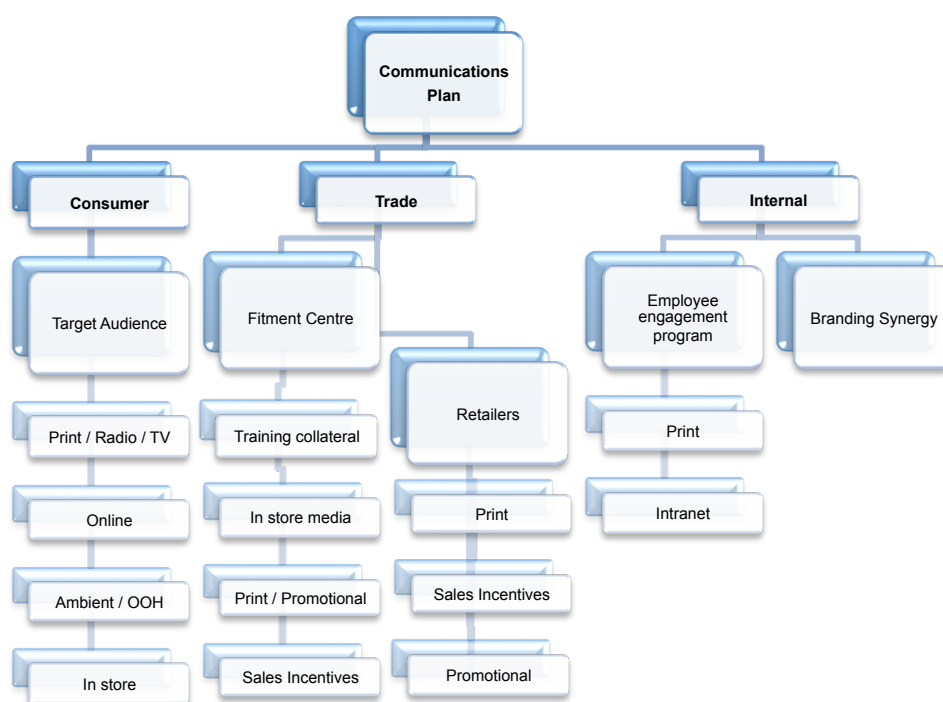 Communications
Plan
Consumer
Trade
Internal
Target Audience
Fitment Centre
Employee
engagement
program
Branding Synergy
Retailers
Print / Radio / TV
Training collateral
Print
Online
In store media
Print
Intranet
Ambient / OOH
Print / Promotional
Sales Incentives
In store
Sales Incentives
Promotional